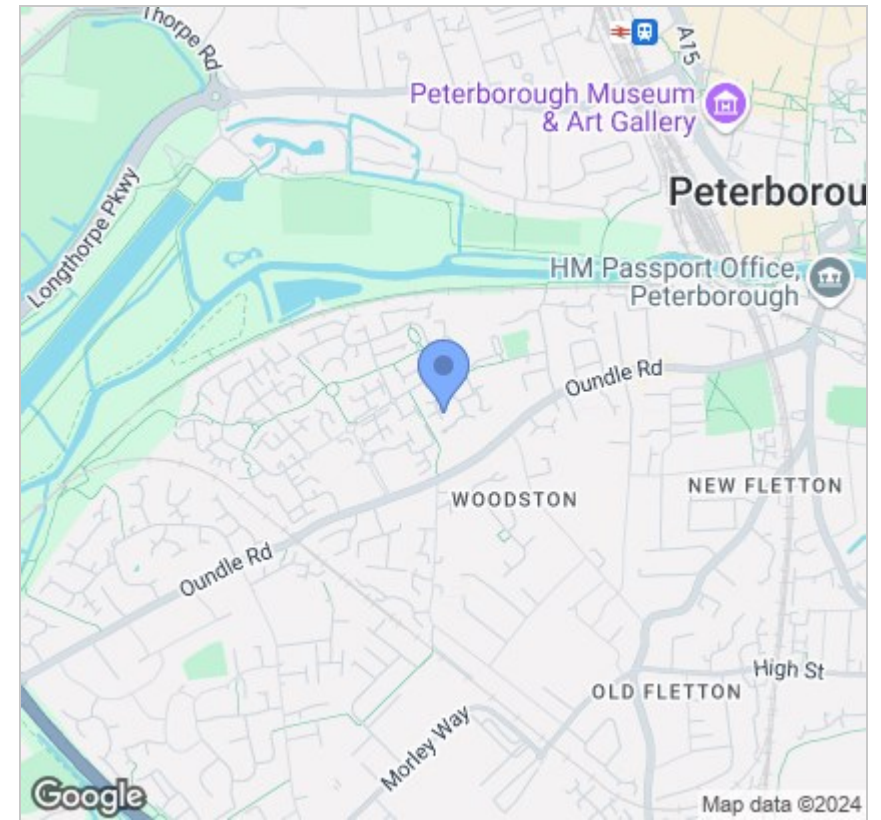 Thorpe Rd
A15
Peterborough Museum
& Art Gallery
Longthorpe Pkwy
Peterborou
HM Passport Office,
Peterborough
Oundle Rd
WOODSTON
NEW FLETTON
Oundle Rd
High St
OLD FLETTON
Morley Way
Google
Map data ©2024